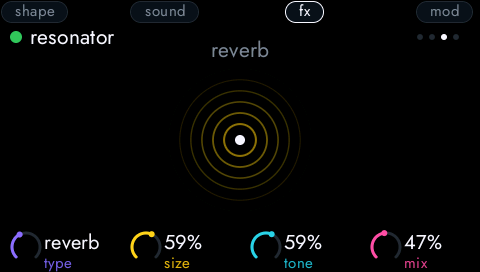 shape sound fx mod
resonator
reverb
reverb 59% 59% 47%
type size tone mix